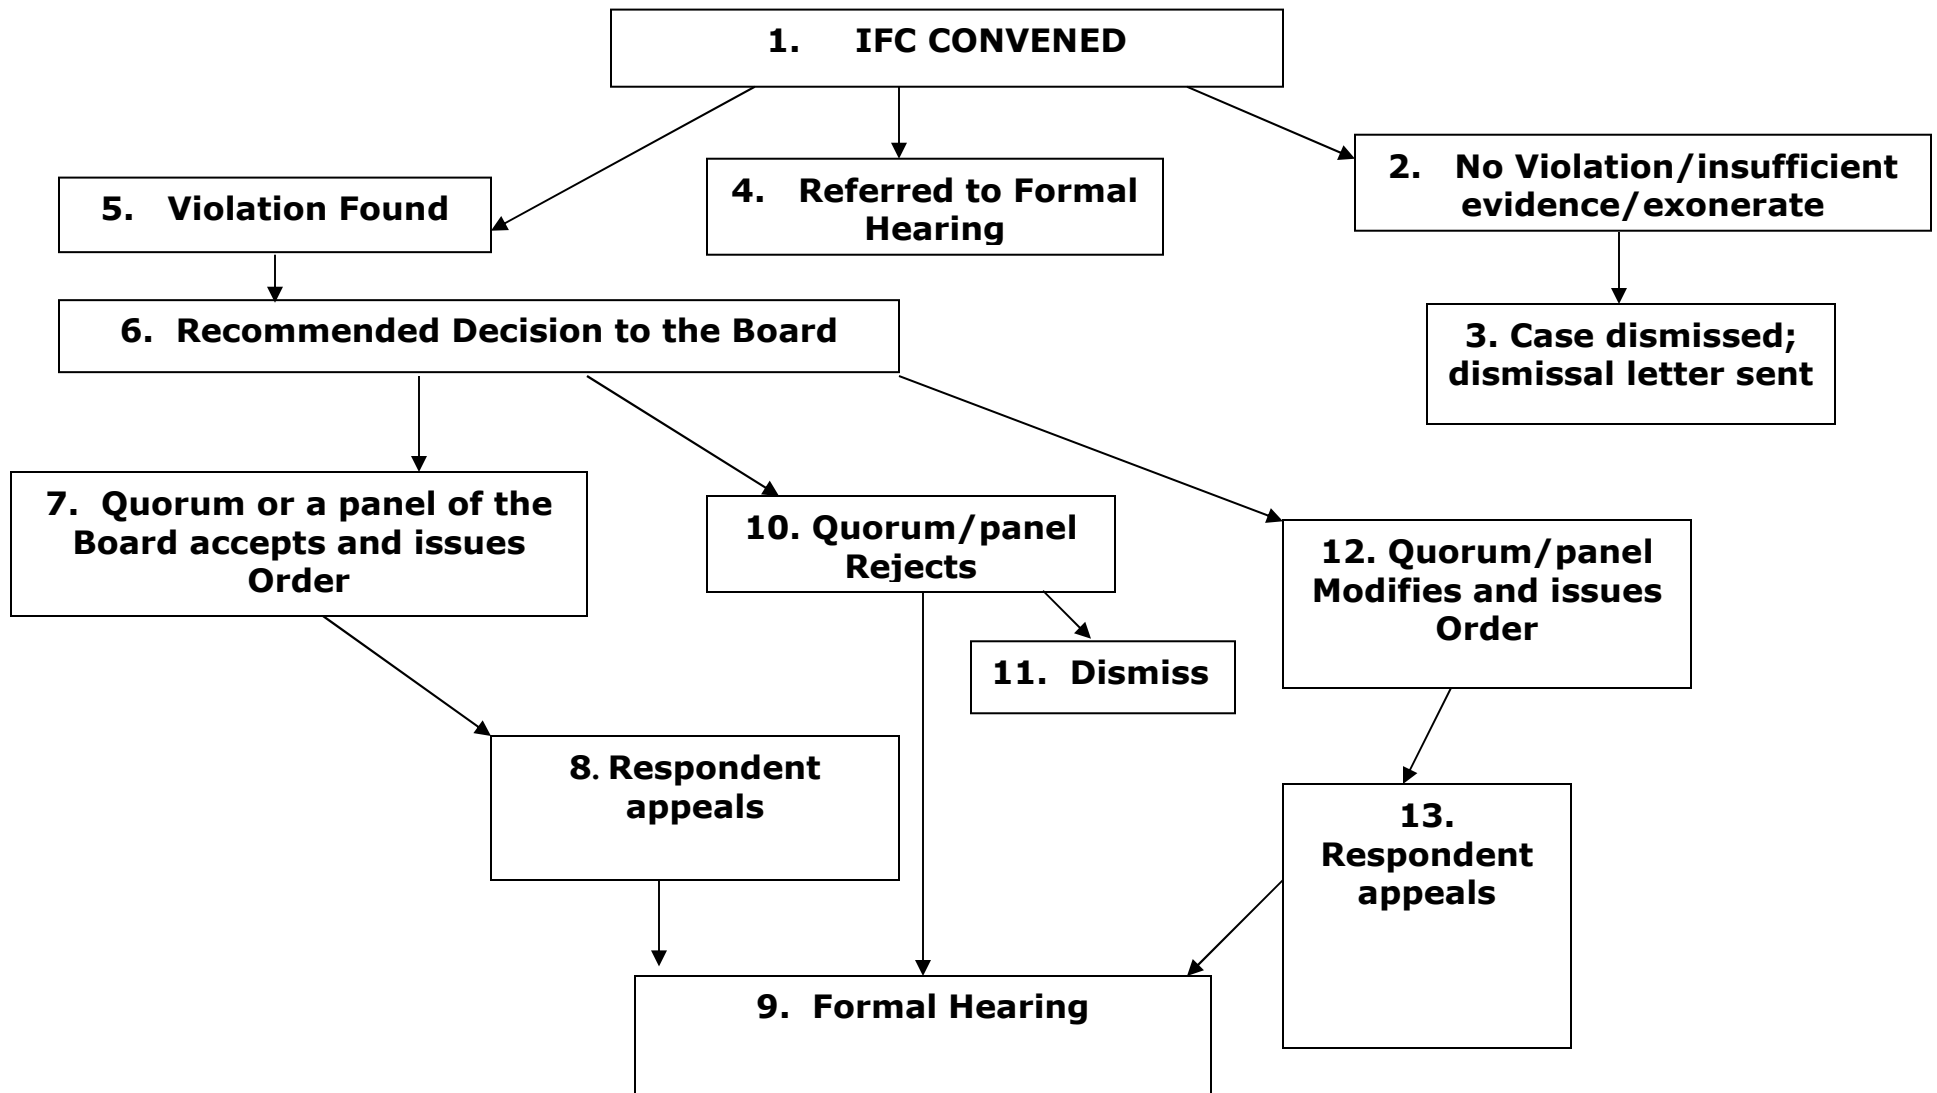 1. IFC CONVENED
2. No Violation/insufficient
evidence/exonerate
3. Case dismissed;
dismissal letter sent
4. Referred to Formal
Hearing
5. Violation Found
6. Recommended Decision to the Board
7. Quorum or a panel of the
Board accepts and issues
Order
8. Respondent
appeals
9. Formal Hearing
10. Quorum/panel
Rejects
11. Dismiss
12. Quorum/panel
Modifies and issues
Order
13.
Respondent
appeals